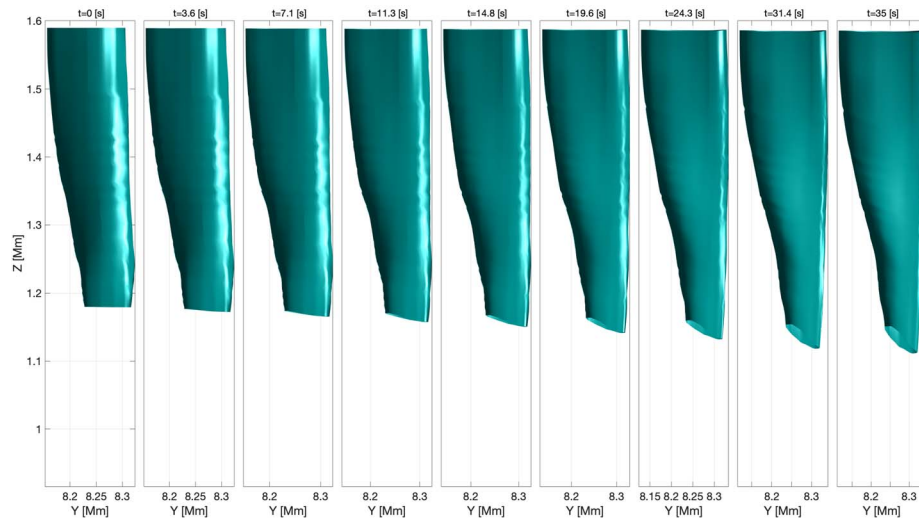 t=0 [s] t=3.6 [s] t=7.1 [s] t=11.3 [s] t=14.8 [s] t=19.6 [s] t=24.3 [s] t=31.4 [s] t=35 [s]
1.6
1.5
1.4
1.3
Z [Mm]
1.2
1.1
1
8.2 8.25 8.3 8.2 8.25 8.3 8.2 8.3 8.2 8.3 8.2 8.3 8.2 8.3 8.15 8.2 8.25 8.3 8.2 8.3 8.2 8.3
Y [Mm] Y [Mm] Y [Mm] Y [Mm] Y [Mm] Y [Mm] Y [Mm] Y [Mm] Y [Mm]